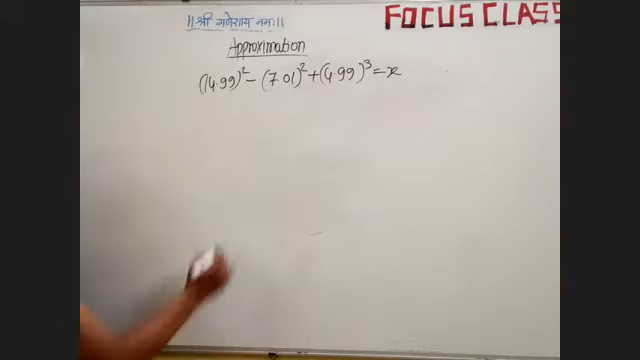 ॥ श्री गणेशाय नमः॥
FOCUS CLASS
Approximation
(14.99)² − (7.01)² + (4.99)³ = x